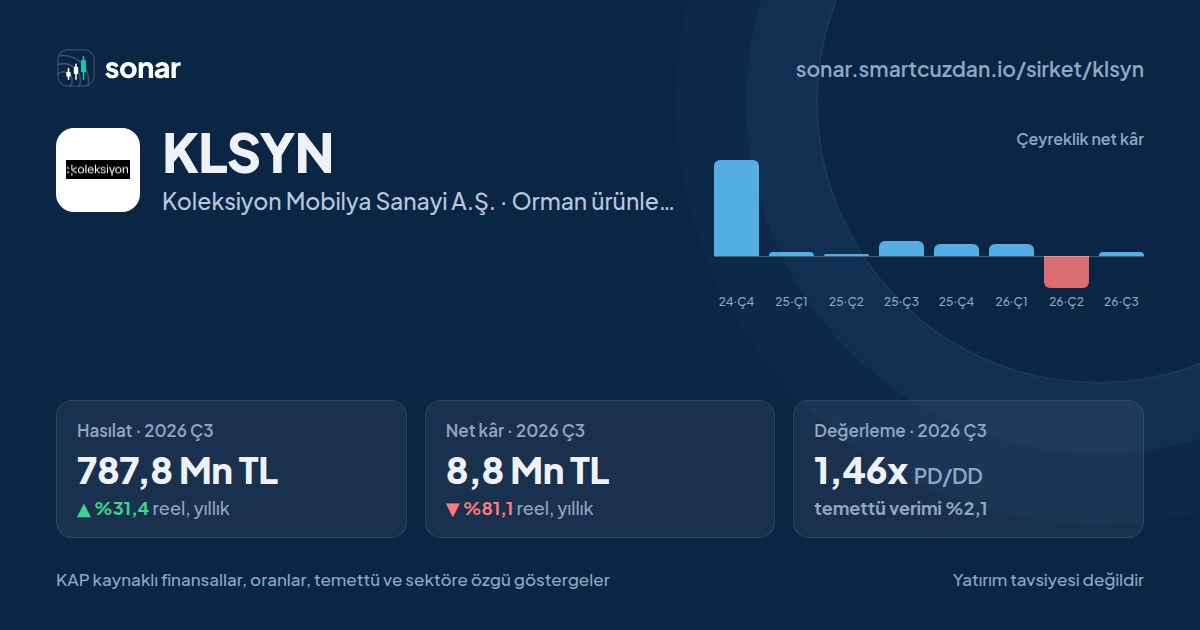 sonar
sonar.smartcuzdan.io/sirket/klsyn
koleksiyon
KLSYN
Koleksiyon Mobilya Sanayi A.Ş. · Orman ürünle...
Çeyreklik net kâr
24·Ç4 25·Ç1 25·Ç2 25·Ç3 25·Ç4 26·Ç1 26·Ç2 26·Ç3
Hasılat · 2026 Ç3
787,8 Mn TL
▲ %31,4 reel, yıllık
Net kâr · 2026 Ç3
8,8 Mn TL
▼ %81,1 reel, yıllık
Değerleme · 2026 Ç3
1,46x PD/DD
temettü verimi %2,1
KAP kaynaklı finansallar, oranlar, temettü ve sektöre özgü göstergeler
Yatırım tavsiyesi değildir